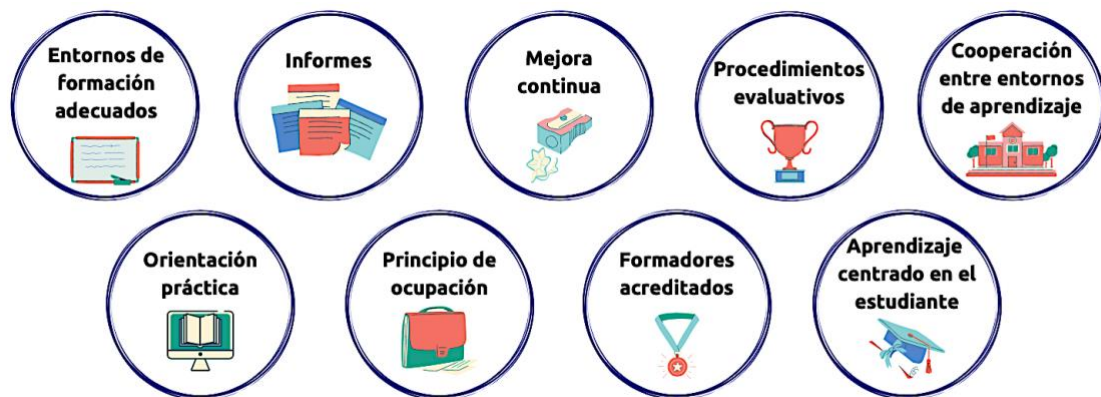 Entornos de
formación
adecuados
Informes
Mejora
continua
Procedimientos
evaluativos
Cooperación
entre entornos
de aprendizaje
Orientación
práctica
Principio de
ocupación
Formadores
acreditados
Aprendizaje
centrado en el
estudiante